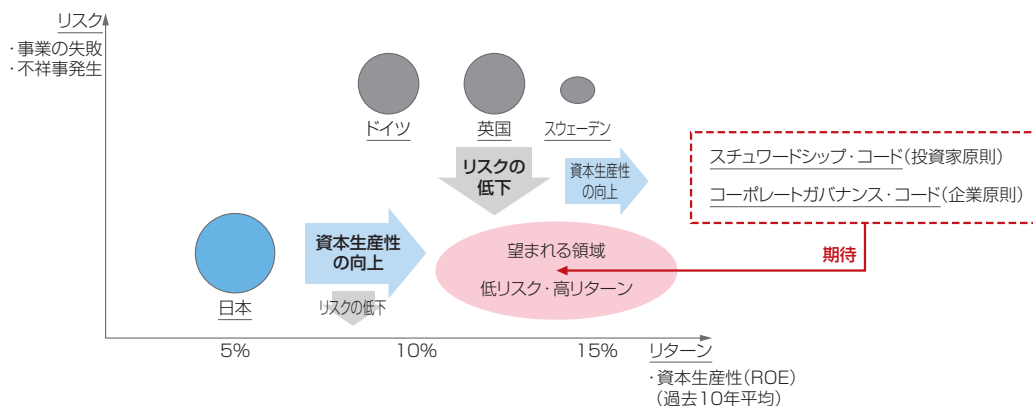 リスク
・事業の失敗
・不祥事発生
ドイツ
英国
スウェーデン
リスクの
低下
資本生産性
の向上
スチュワードシップ・コード(投資家原則)
コーポレートガバナンス・コード(企業原則)
資本生産性
の向上
望まれる領域
低リスク・高リターン
期待
日本
リスクの低下
5%
10%
15%
リターン
・資本生産性(ROE)
(過去10年平均)